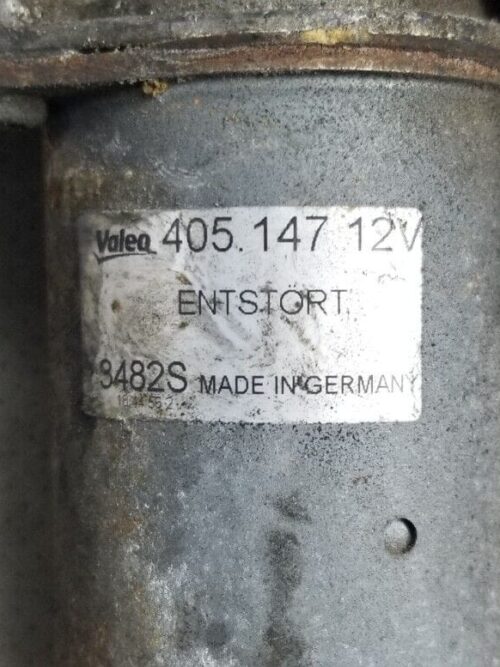 Valeo 405.147 12V
ENTSTÖRT
3482S MADE IN GERMANY